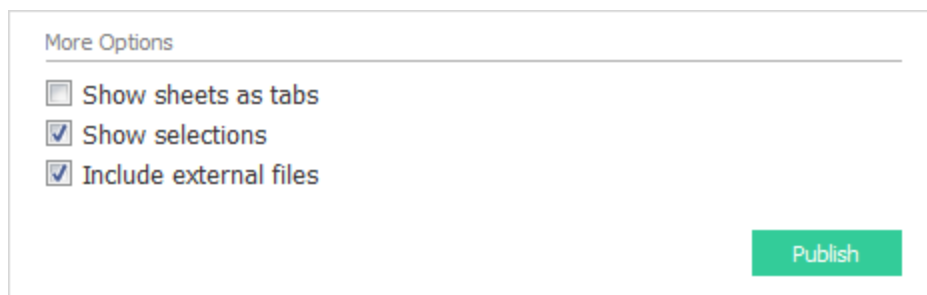 More Options
Show sheets as tabs
Show selections
Include external files
Publish